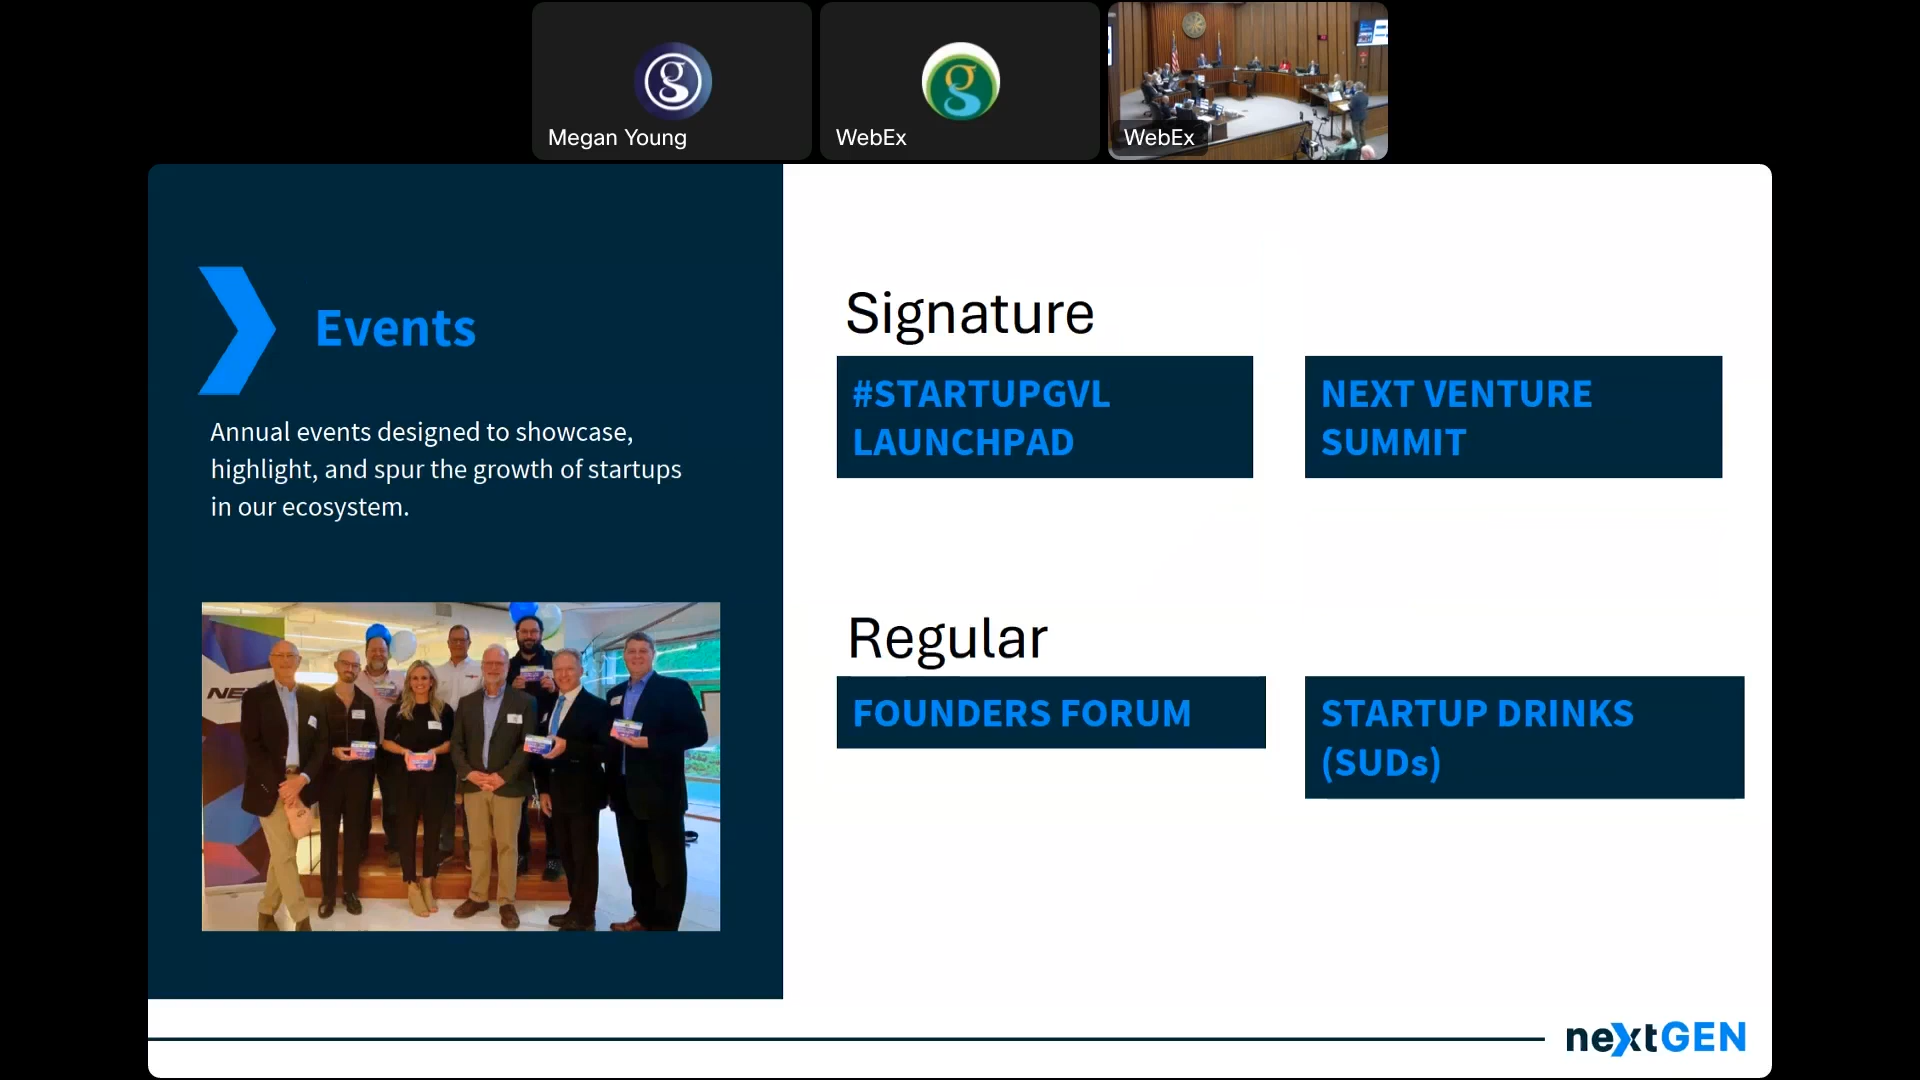 Megan Young
WebEx
WebEx
Events
Annual events designed to showcase,
highlight, and spur the growth of startups
in our ecosystem.
Signature
#STARTUPGVL
LAUNCHPAD
NEXT VENTURE
SUMMIT
Regular
FOUNDERS FORUM
STARTUP DRINKS
(SUDs)
nextGEN